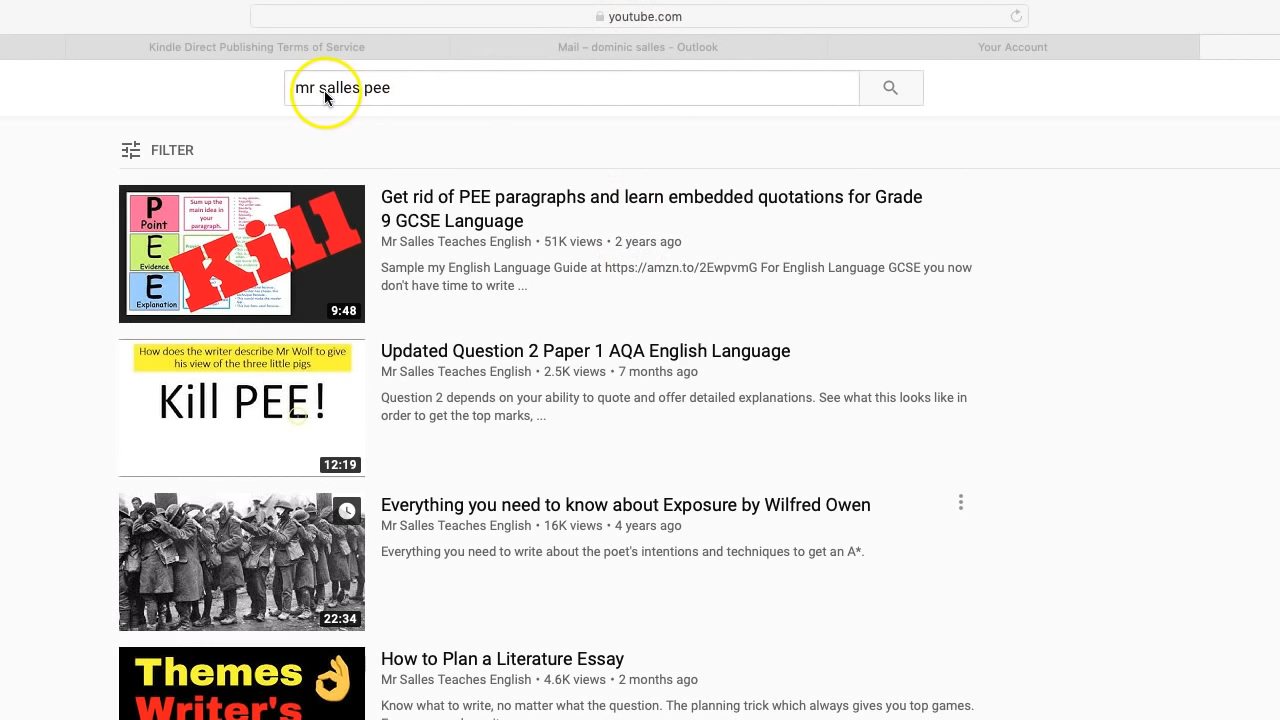 youtube.com
Kindle Direct Publishing Terms of Service
Mail – dominic salles - Outlook
Your Account
mr salles pee
FILTER
P
Point
E
Evidence
E
Explanation
Sum up the
main idea in
your
paragraph.
Kill
9:48
Get rid of PEE paragraphs and learn embedded quotations for Grade
9 GCSE Language
Mr Salles Teaches English • 51K views • 2 years ago
Sample my English Language Guide at https://amzn.to/2EwpvmG For English Language GCSE you now
don't have time to write ...
How does the writer describe Mr Wolf to give
his view of the three little pigs
Kill PEE!
12:19
Updated Question 2 Paper 1 AQA English Language
Mr Salles Teaches English • 2.5K views • 7 months ago
Question 2 depends on your ability to quote and offer detailed explanations. See what this looks like in
order to get the top marks, ...
22:34
Everything you need to know about Exposure by Wilfred Owen
Mr Salles Teaches English • 16K views • 4 years ago
Everything you need to write about the poet's intentions and techniques to get an A*.
Themes
Writer's
How to Plan a Literature Essay
Mr Salles Teaches English • 4.6K views • 2 months ago
Know what to write, no matter what the question. The planning trick which always gives you top games.